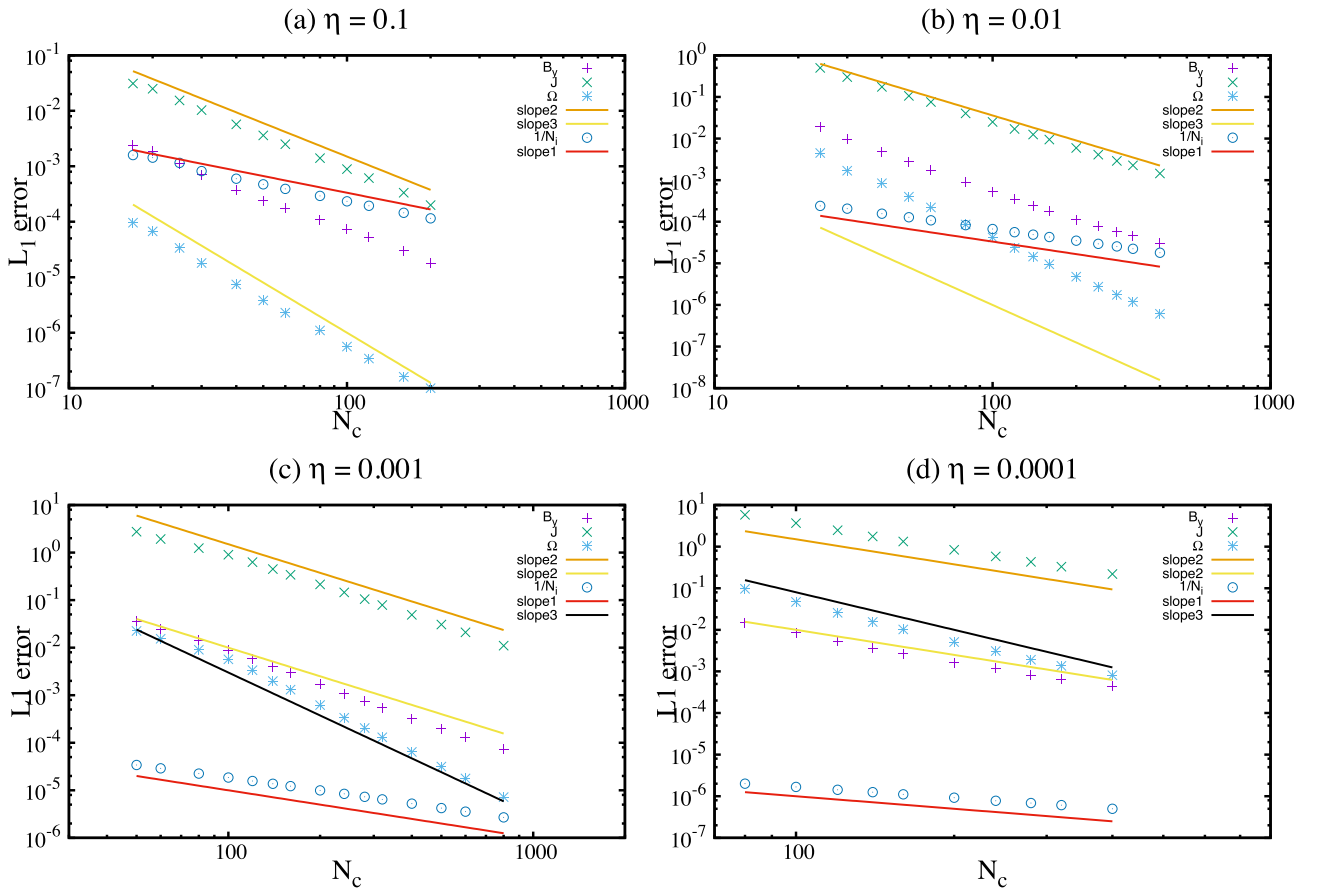 (a) η = 0.1
10^-1
10^-2
10^-3
10^-4
10^-5
10^-6
10^-7
L_1 error
B_y
J
Ω
slope2
slope3
1/N_i
slope1
10
100
1000
N_c
(b) η = 0.01
10^0
10^-1
10^-2
10^-3
10^-4
10^-5
10^-6
10^-7
10^-8
L_1 error
B_y
J
Ω
slope2
slope3
1/N_i
slope1
10
100
1000
N_c
(c) η = 0.001
10^1
10^0
10^-1
10^-2
10^-3
10^-4
10^-5
10^-6
L1 error
B_y
J
Ω
slope2
slope2
1/N_i
slope1
slope3
100
1000
N_c
(d) η = 0.0001
10^1
10^0
10^-1
10^-2
10^-3
10^-4
10^-5
10^-6
10^-7
L1 error
B_y
J
Ω
slope2
slope2
1/N_i
slope1
slope3
100
N_c